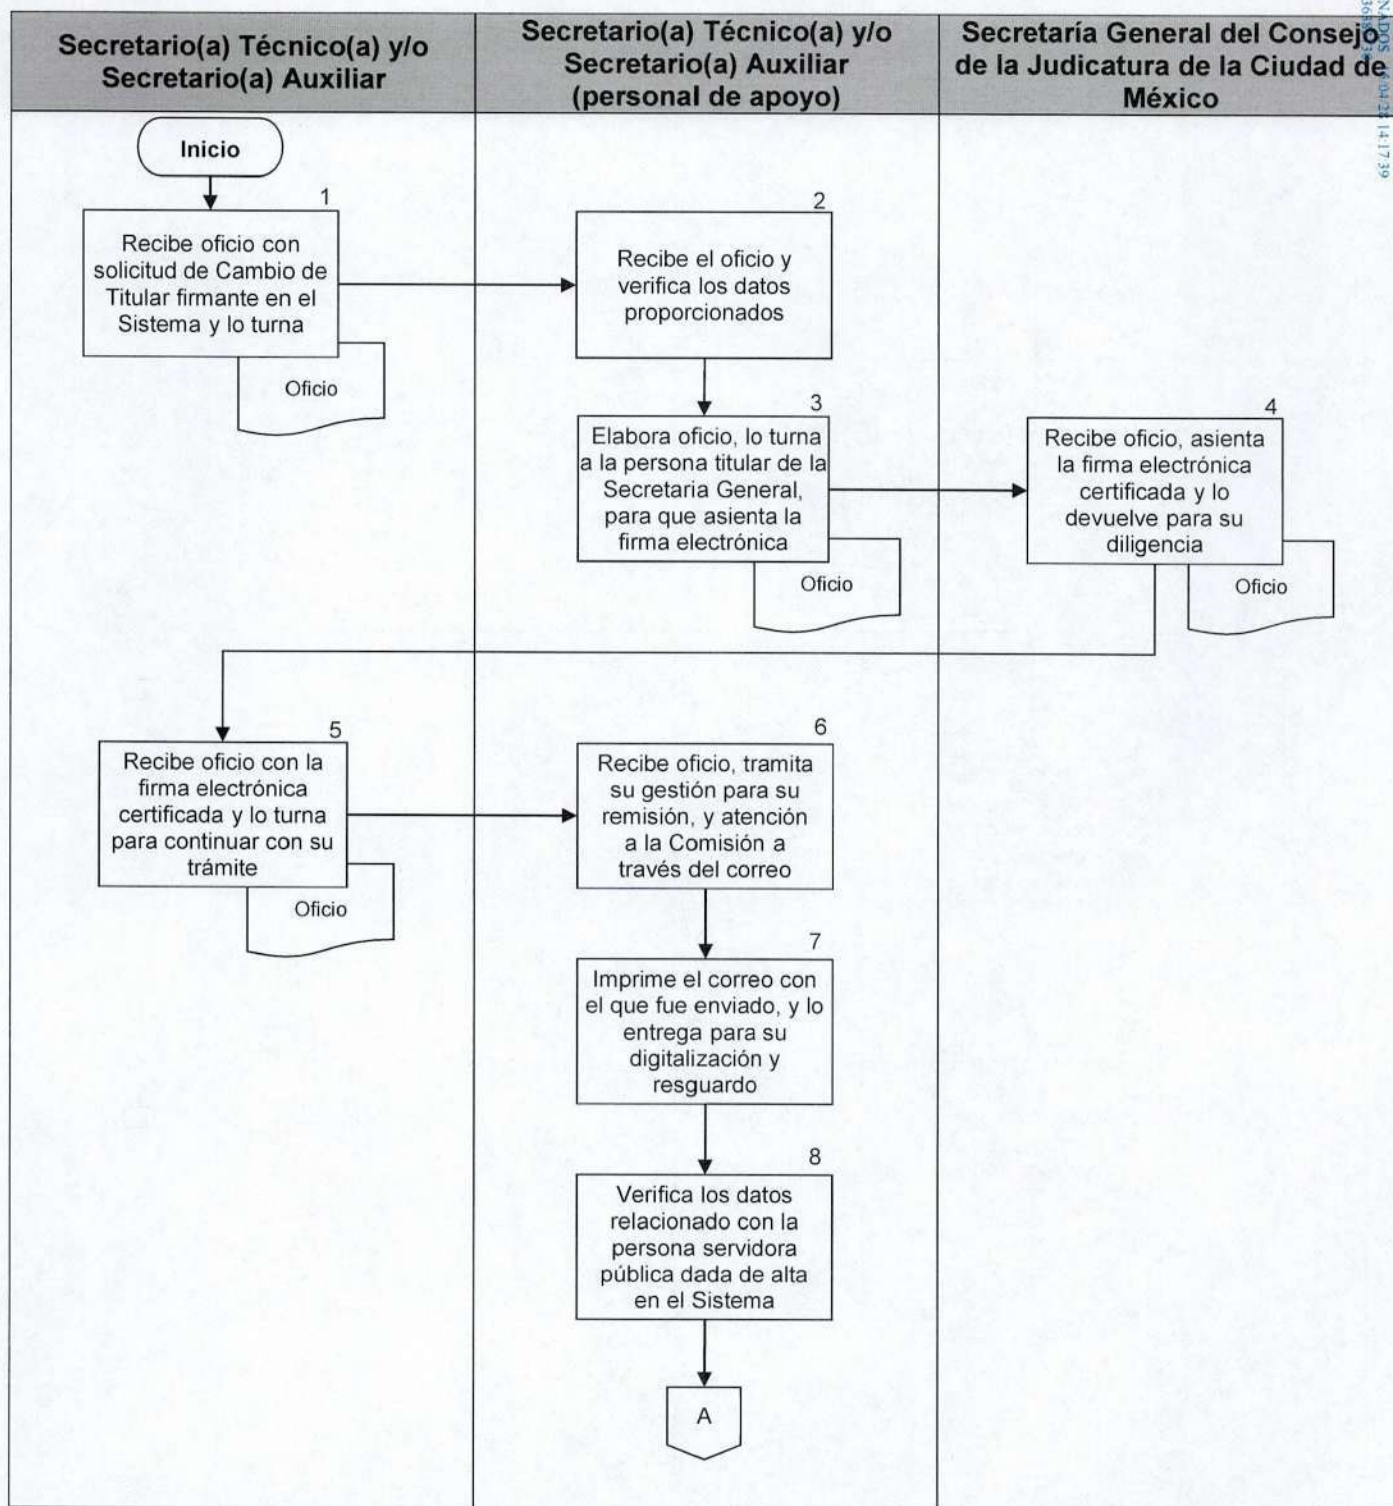 Secretario(a) Técnico(a) y/o
Secretario(a) Auxiliar
Secretario(a) Técnico(a) y/o
Secretario(a) Auxiliar
(personal de apoyo)
Secretaría General del Consejo
de la Judicatura de la Ciudad de
México
14:17:39
Inicio
1
Recibe oficio con
solicitud de Cambio de
Titular firmante en el
Sistema y lo turna
Oficio
2
Recibe el oficio y
verifica los datos
proporcionados
3
Elabora oficio, lo turna
a la persona titular de la
Secretaria General,
para que asienta la
firma electrónica
Oficio
4
Recibe oficio, asienta
la firma electrónica
certificada y lo
devuelve para su
diligencia
Oficio
5
Recibe oficio con la
firma electrónica
certificada y lo turna
para continuar con su
trámite
Oficio
6
Recibe oficio, tramita
su gestión para su
remisión, y atención
a la Comisión a
través del correo
7
Imprime el correo con
el que fue enviado, y lo
entrega para su
digitalización y
resguardo
8
Verifica los datos
relacionado con la
persona servidora
pública dada de alta
en el Sistema
A